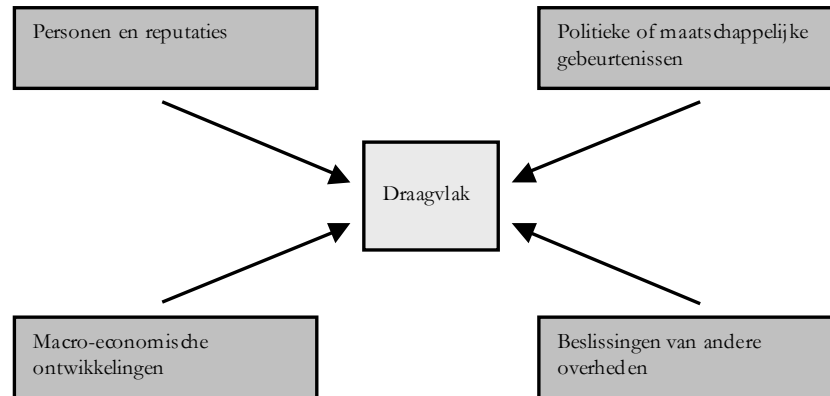 Personen en reputaties
Politieke of maatschappelijke
gebeurtenissen
Draagvlak
Macro-economische
ontwikkelingen
Beslissingen van andere
overheden